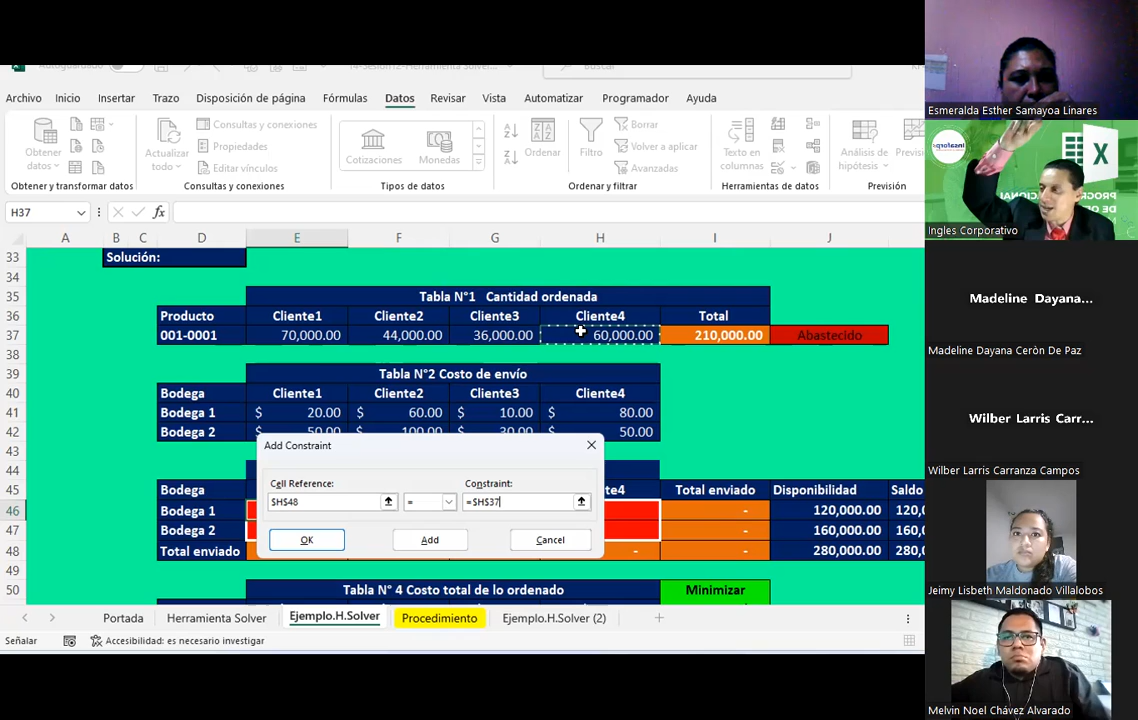 Archivo Inicio Insertar Trazo Disposición de página Fórmulas Datos Revisar Vista Automatizar Programador Ayuda
Obtener datos
Consultas y conexiones
Propiedades
Editar vínculos
Actualizar todo
Cotizaciones
Monedas
Ordenar
Filtro
Borrar
Volver a aplicar
Avanzadas
Texto en columnas
Análisis de hipótesis
Obtener y transformar datos
Consultas y conexiones
Tipos de datos
Ordenar y filtrar
Herramientas de datos
Previsión
H37 fx
A B C D E F G H I J
33 Solución:
34
35 Tabla N°1 Cantidad ordenada
36 Producto Cliente1 Cliente2 Cliente3 Cliente4 Total
37 001-0001 70,000.00 44,000.00 36,000.00 60,000.00 210,000.00 Abastecido
38
39 Tabla N°2 Costo de envío
40 Bodega Cliente1 Cliente2 Cliente3 Cliente4
41 Bodega 1 $ 20.00 $ 60.00 $ 10.00 $ 80.00
42 Bodega 2 $ 50.00 $ 100.00 $ 30.00 $ 50.00
43
44
45 Bodega Total enviado Disponibilidad Saldo
46 Bodega 1 - 120,000.00
47 Bodega 2 - 160,000.00
48 Total enviado - - 280,000.00
49
50 Tabla N° 4 Costo total de lo ordenado Minimizar
Add Constraint
Cell Reference: Constraint:
$H$48 = =$H$37
OK Add Cancel
Portada Herramienta Solver Ejemplo.H.Solver Procedimiento Ejemplo.H.Solver (2)
Señalar Accesibilidad: es necesario investigar
Esmeralda Esther Samayoa Linares
Ingles Corporativo
Madeline Dayana...
Madeline Dayana Ceròn De Paz
Wilber Larris Carr...
Wilber Larris Carranza Campos
Jeimy Lisbeth Maldonado Villalobos
Melvin Noel Chávez Alvarado